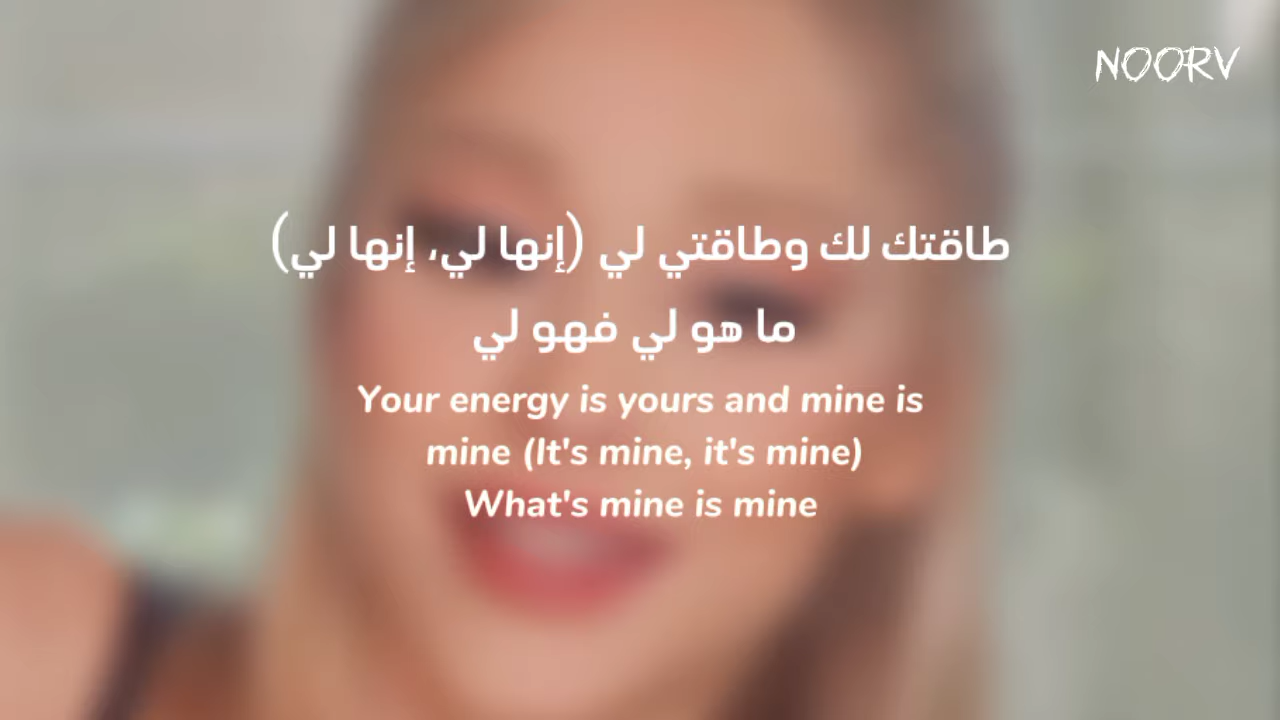 NOORV
طاقتك لك وطاقتي لي (إنها لي، إنها لي)
ما هو لي فهو لي
Your energy is yours and mine is
mine (It's mine, it's mine)
What's mine is mine